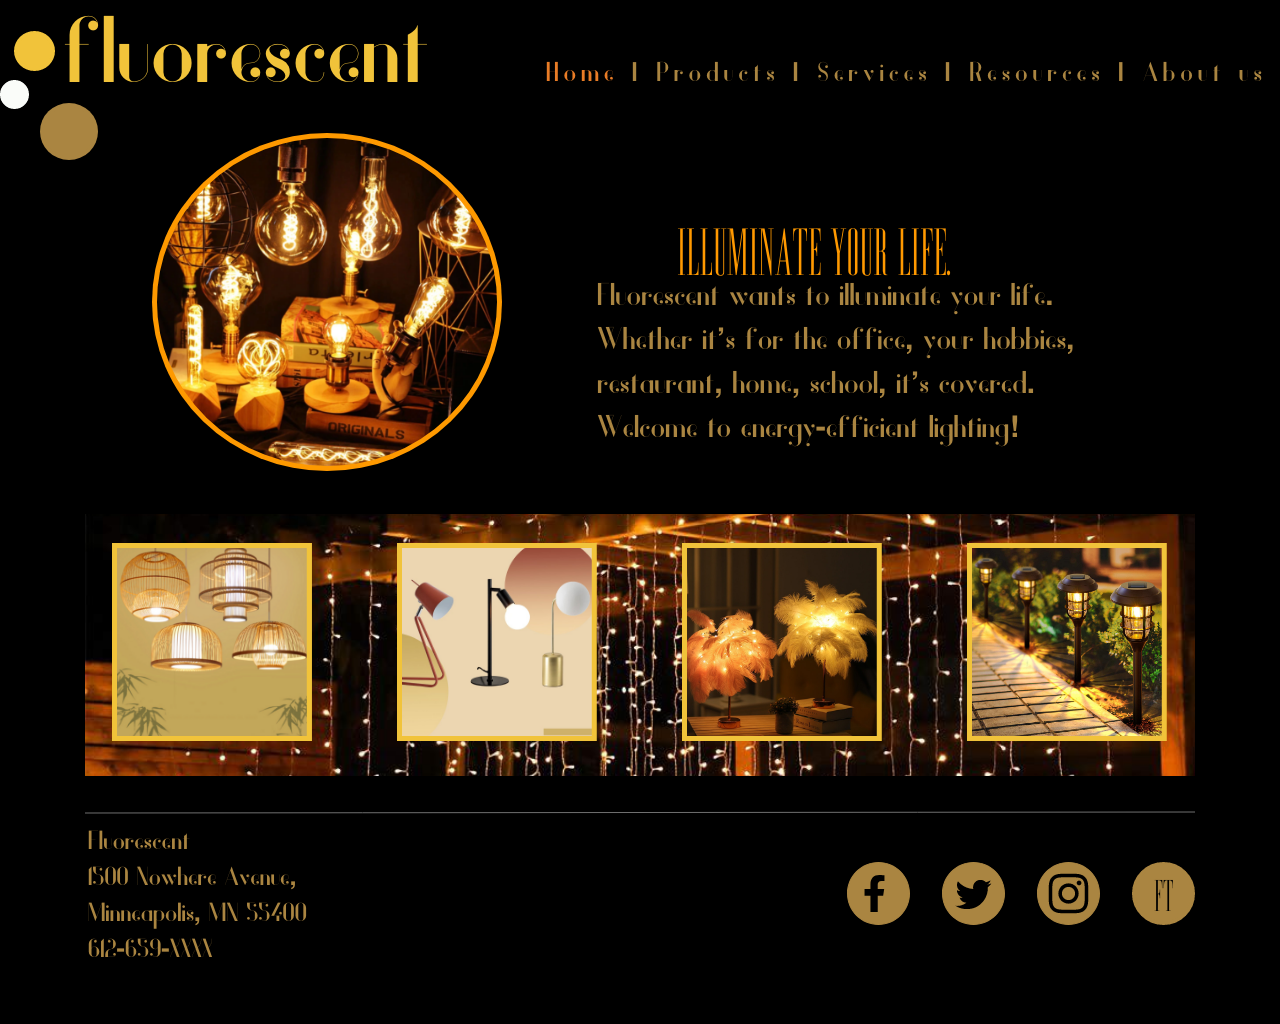 fluorescent
Home | Products | Services | Resources | About us
ILLUMINATE YOUR LIFE.
Fluorescent wants to illuminate your life.
Whether it's for the office, your hobbies,
restaurant, home, school, it's covered.
Welcome to energy-efficient lighting!
ORIGINALS
Fluorescent
1500 Nowhere Avenue,
Minneapolis, MN 55400
612-659-XXXX
FT